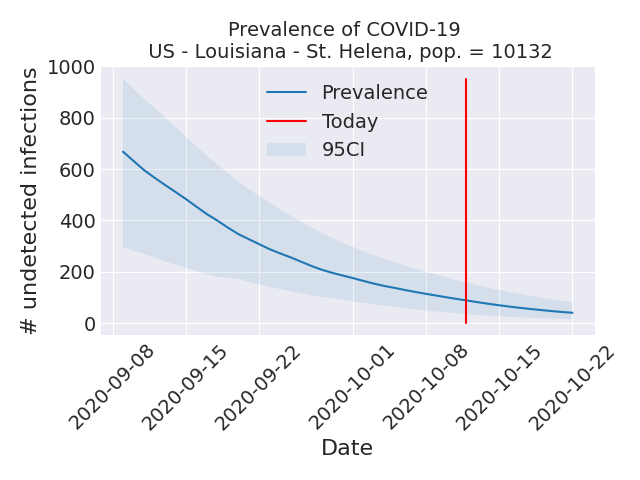 Prevalence of COVID-19
US - Louisiana - St. Helena, pop. = 10132
# undetected infections
1000
800
600
400
200
0
Prevalence
Today
95CI
2020-09-08
2020-09-15
2020-09-22
2020-10-01
2020-10-08
2020-10-15
2020-10-22
Date